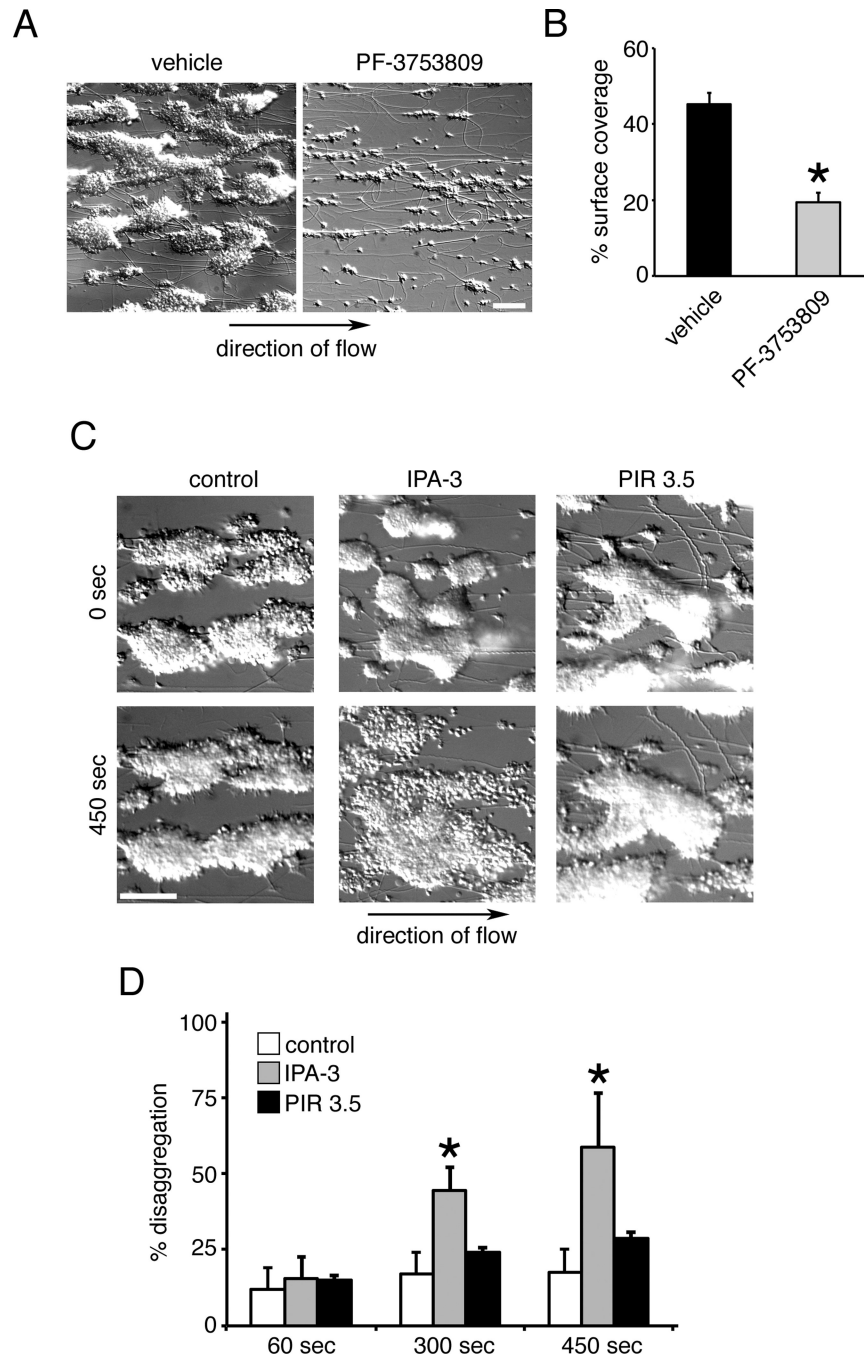 A
vehicle PF-3753809
direction of flow
B
% surface coverage
60
40
20
0
*
vehicle
PF-3753809
C
control IPA-3 PIR 3.5
0 sec
450 sec
direction of flow
D
% disaggregation
100
75
50
25
0
control
IPA-3
PIR 3.5
* *
60 sec 300 sec 450 sec